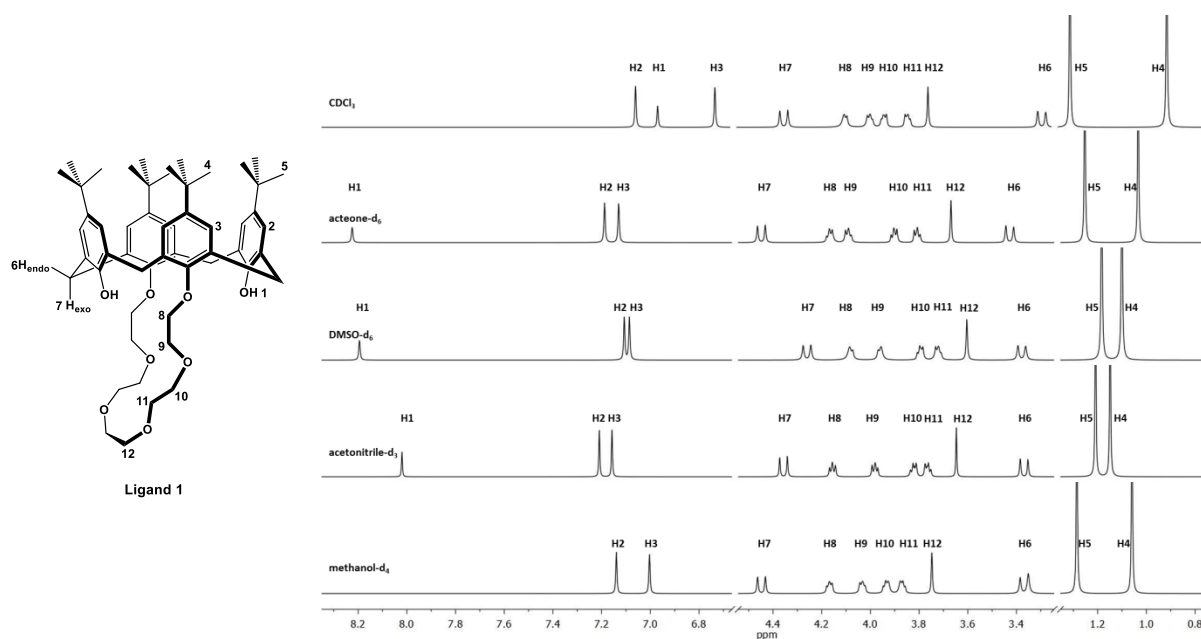 CDCl3
H2 H1 H3 H7 H8 H9 H10 H11 H12 H6 H5 H4
acteone-d6
H1 H2 H3 H7 H8 H9 H10 H11 H12 H6 H5 H4
DMSO-d6
H1 H2 H3 H7 H8 H9 H10 H11 H12 H6 H5 H4
acetonitrile-d3
H1 H2 H3 H7 H8 H9 H10 H11 H12 H6 H5 H4
methanol-d4
H2 H3 H7 H8 H9 H10 H11 H12 H6 H5 H4
8.2 8.0 7.8 7.6 7.4 7.2 7.0 6.8 4.4 4.2 4.0 3.8 3.6 3.4 1.2 1.0 0.8
ppm
4 5
3 2
6Hendo
7 Hexo
OH OH 1
O O
8
9
O O
10
11
O O
12
Ligand 1